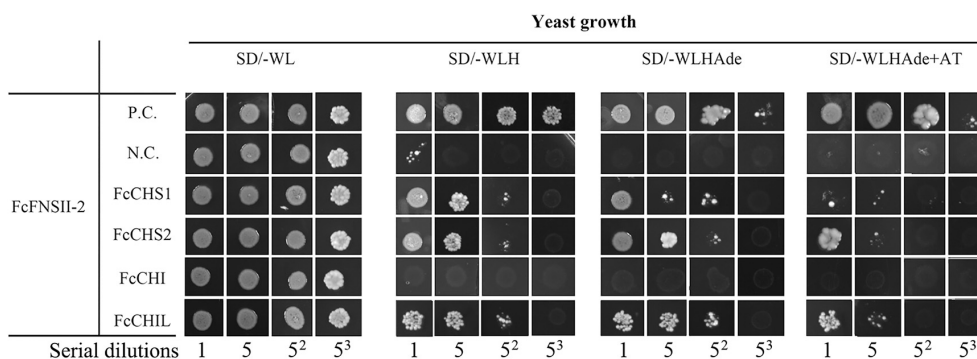 Yeast growth
SD/-WL SD/-WLH SD/-WLHAde SD/-WLHAde+AT
P.C.
N.C.
FcCHS1
FcFNSII-2
FcCHS2
FcCHI
FcCHIL
Serial dilutions 1 5 5² 5³ 1 5 5² 5³ 1 5 5² 5³ 1 5 5² 5³